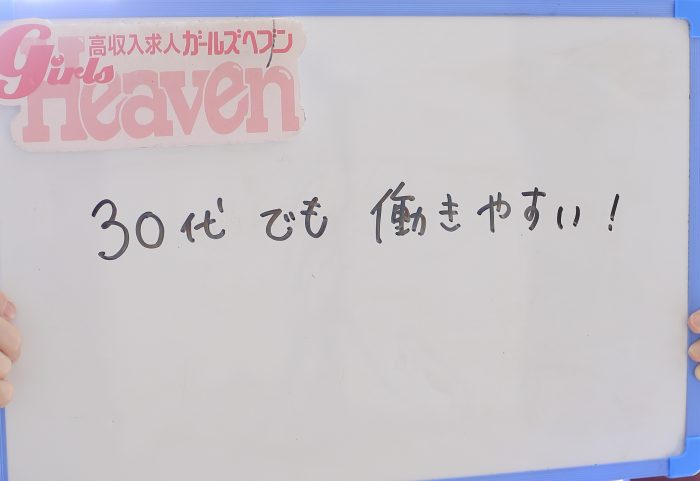 高収入求人ガールズヘブン
Girls
Heaven
30代でも 働きやすい!